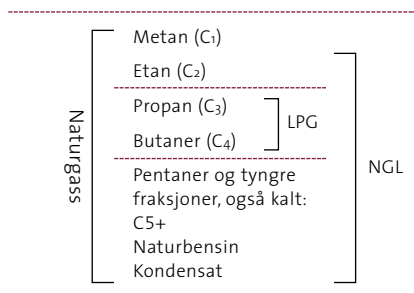 Naturgass
Metan (C₁)
Etan (C₂)
Propan (C₃)
Butaner (C₄)
LPG
Pentaner og tyngre
fraksjoner, også kalt:
C5+
Naturbensin
Kondensat
NGL